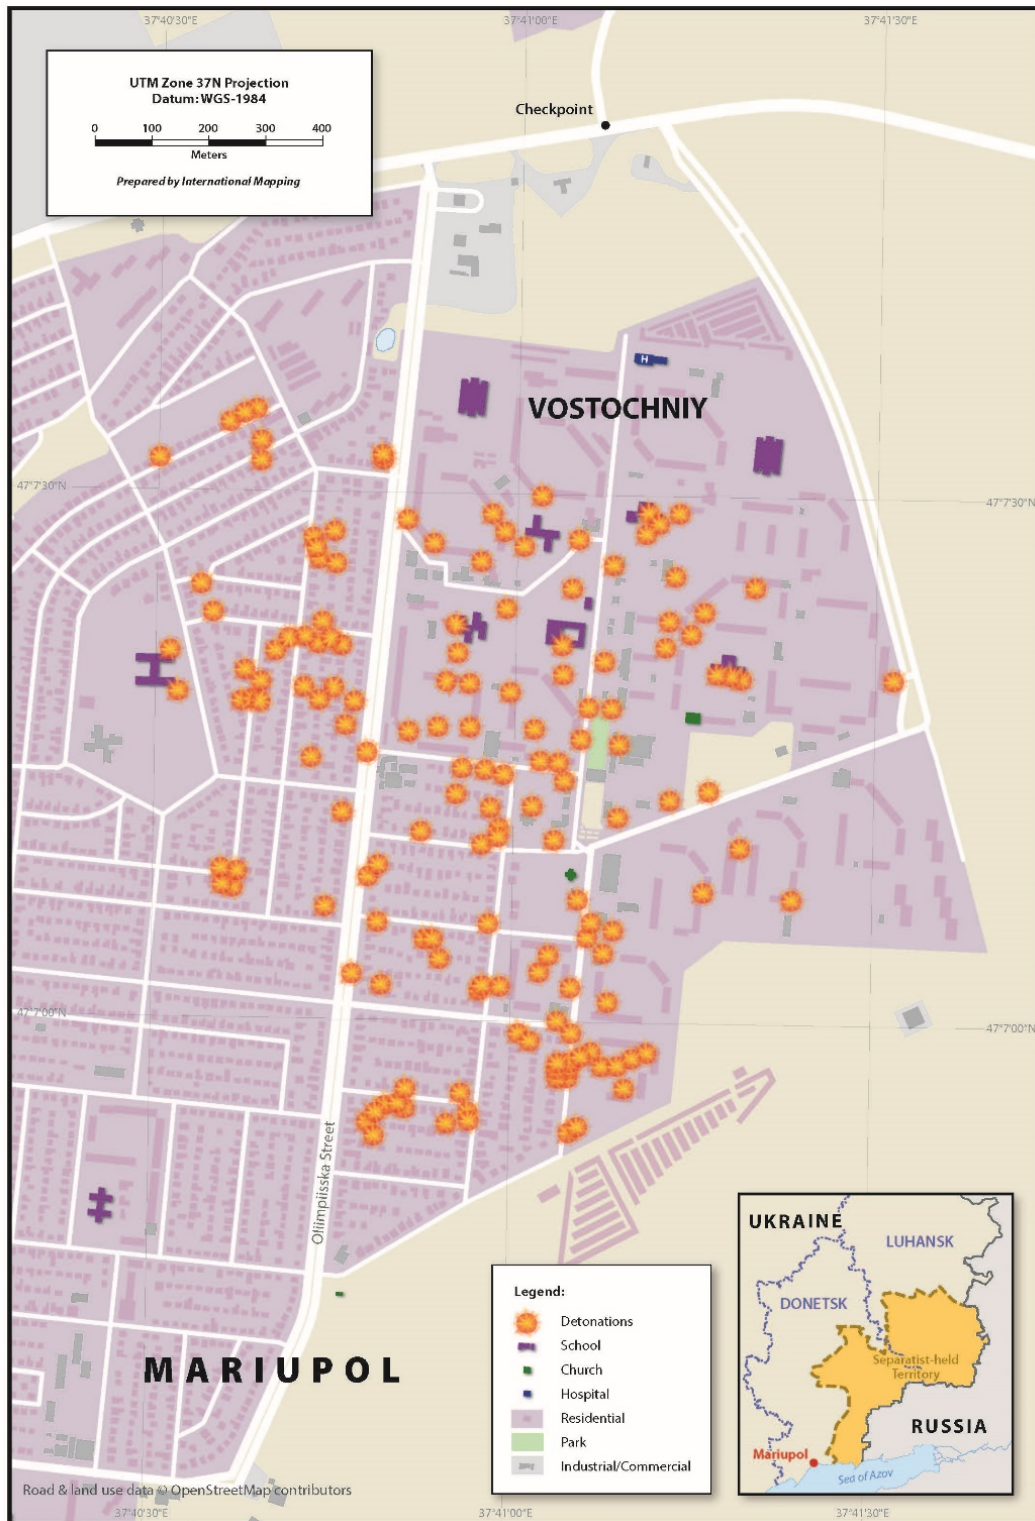 37°40'30"E
37°41'00"E
37°41'30"E
UTM Zone 37N Projection
Datum: WGS-1984
0 100 200 300 400
Meters
Prepared by International Mapping
Checkpoint
H
VOSTOCHNIY
47°7'30"N
47°7'30"N
47°7'00"N
47°7'00"N
Olimpiisska Street
MARIUPOL
Legend:
Detonations
School
Church
Hospital
Residential
Park
Industrial/Commercial
UKRAINE
LUHANSK
DONETSK
Separatist-held
Territory
RUSSIA
Mariupol
Sea of Azov
Road & land use data © OpenStreetMap contributors
37°40'30"E
37°41'00"E
37°41'30"E